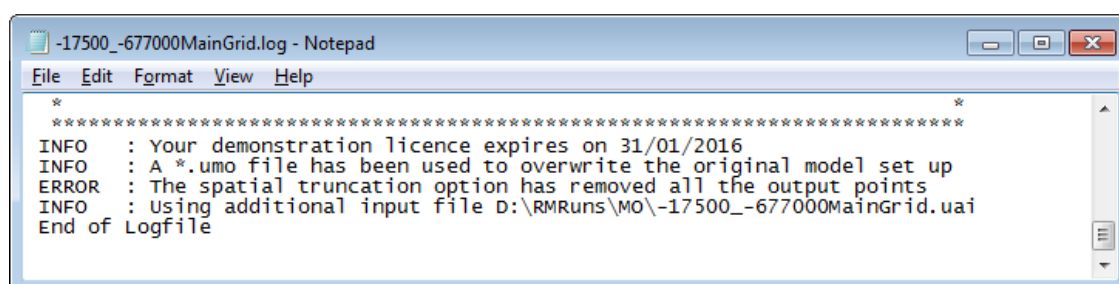 -17500_-677000MainGrid.log - Notepad
File Edit Format View Help
* *
**************************************************************************
INFO : Your demonstration licence expires on 31/01/2016
INFO : A *.umo file has been used to overwrite the original model set up
ERROR : The spatial truncation option has removed all the output points
INFO : Using additional input file D:\RMRuns\MO\-17500_-677000MainGrid.uai
End of Logfile